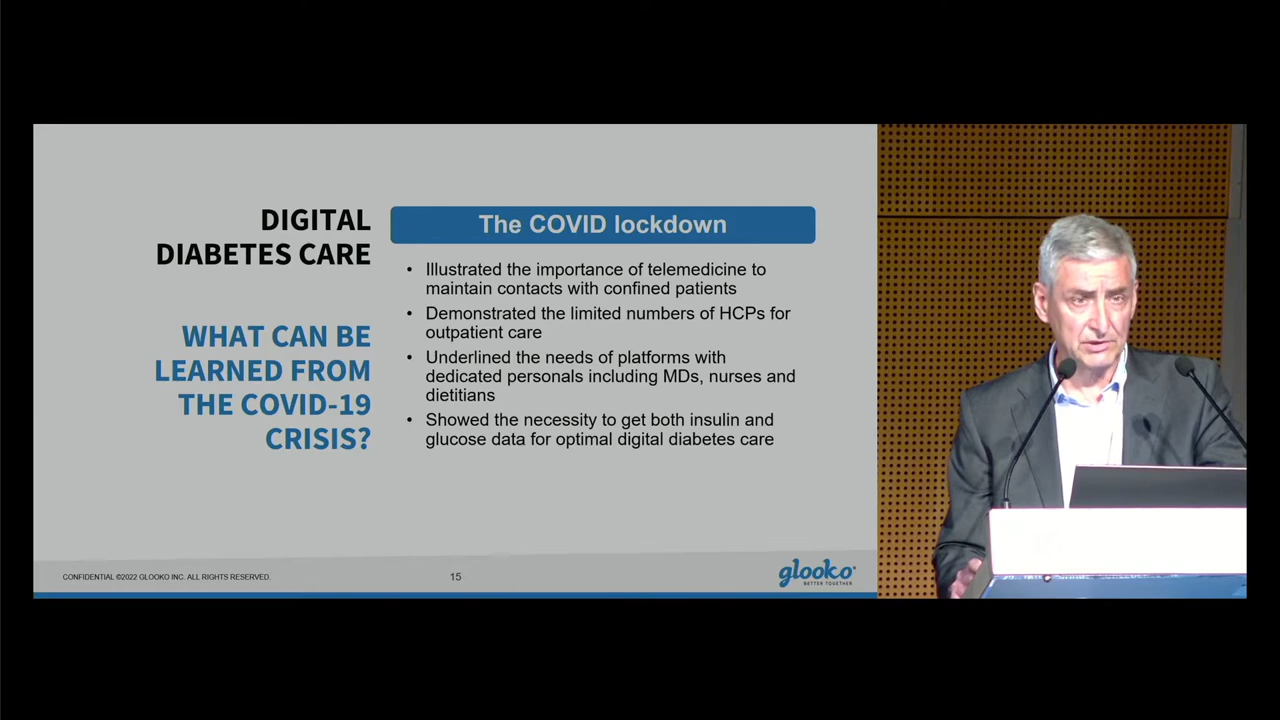 DIGITAL
DIABETES CARE
WHAT CAN BE
LEARNED FROM
THE COVID-19
CRISIS?
The COVID lockdown
• Illustrated the importance of telemedicine to
maintain contacts with confined patients
• Demonstrated the limited numbers of HCPs for
outpatient care
• Underlined the needs of platforms with
dedicated personals including MDs, nurses and
dietitians
• Showed the necessity to get both insulin and
glucose data for optimal digital diabetes care
CONFIDENTIAL ©2022 GLOOKO INC. ALL RIGHTS RESERVED.
15
glooko
BETTER TOGETHER